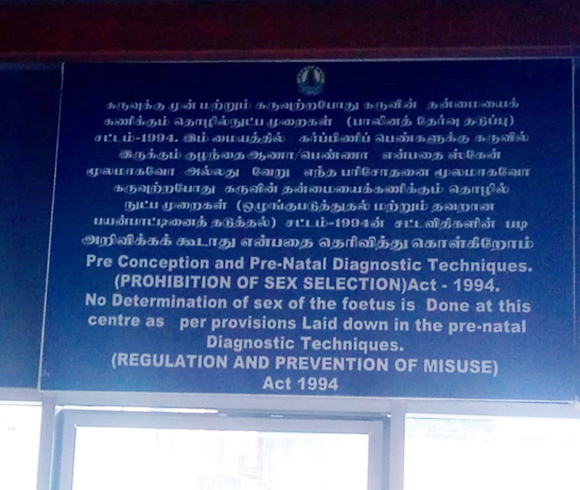 கருவுக்கு முன் மற்றும் கருவுற்றபோது கருவின் தன்மையைக்
கணிக்கும் தொழில்நுட்ப முறைகள் (பாலினத் தேர்வு தடுப்பு)
சட்டம்-1994. இம் மையத்தில் கர்ப்பிணிப் பெண்களுக்கு கருவில்
இருக்கும் குழந்தை ஆணா/பெண்ணா என்பதை ஸ்கேன்
மூலமாகவோ அல்லது வேறு எந்த பரிசோதனை மூலமாகவோ
கருவுற்றபோது கருவின் தன்மையைக்கணிக்கும் தொழில்
நுட்ப முறைகள் (ஒழுங்குபடுத்துதல் மற்றும் தவறான
பயன்பாட்டினைத் தடுத்தல்) சட்டம்-1994ன் சட்டவிதிகளின் படி
அறிவிக்கக் கூடாது என்பதை தெரிவித்து கொள்கிறோம்
Pre Conception and Pre-Natal Diagnostic Techniques.
(PROHIBITION OF SEX SELECTION)Act - 1994.
No Determination of sex of the foetus is Done at this
centre as per provisions Laid down in the pre-natal
Diagnostic Techniques.
(REGULATION AND PREVENTION OF MISUSE)
Act 1994